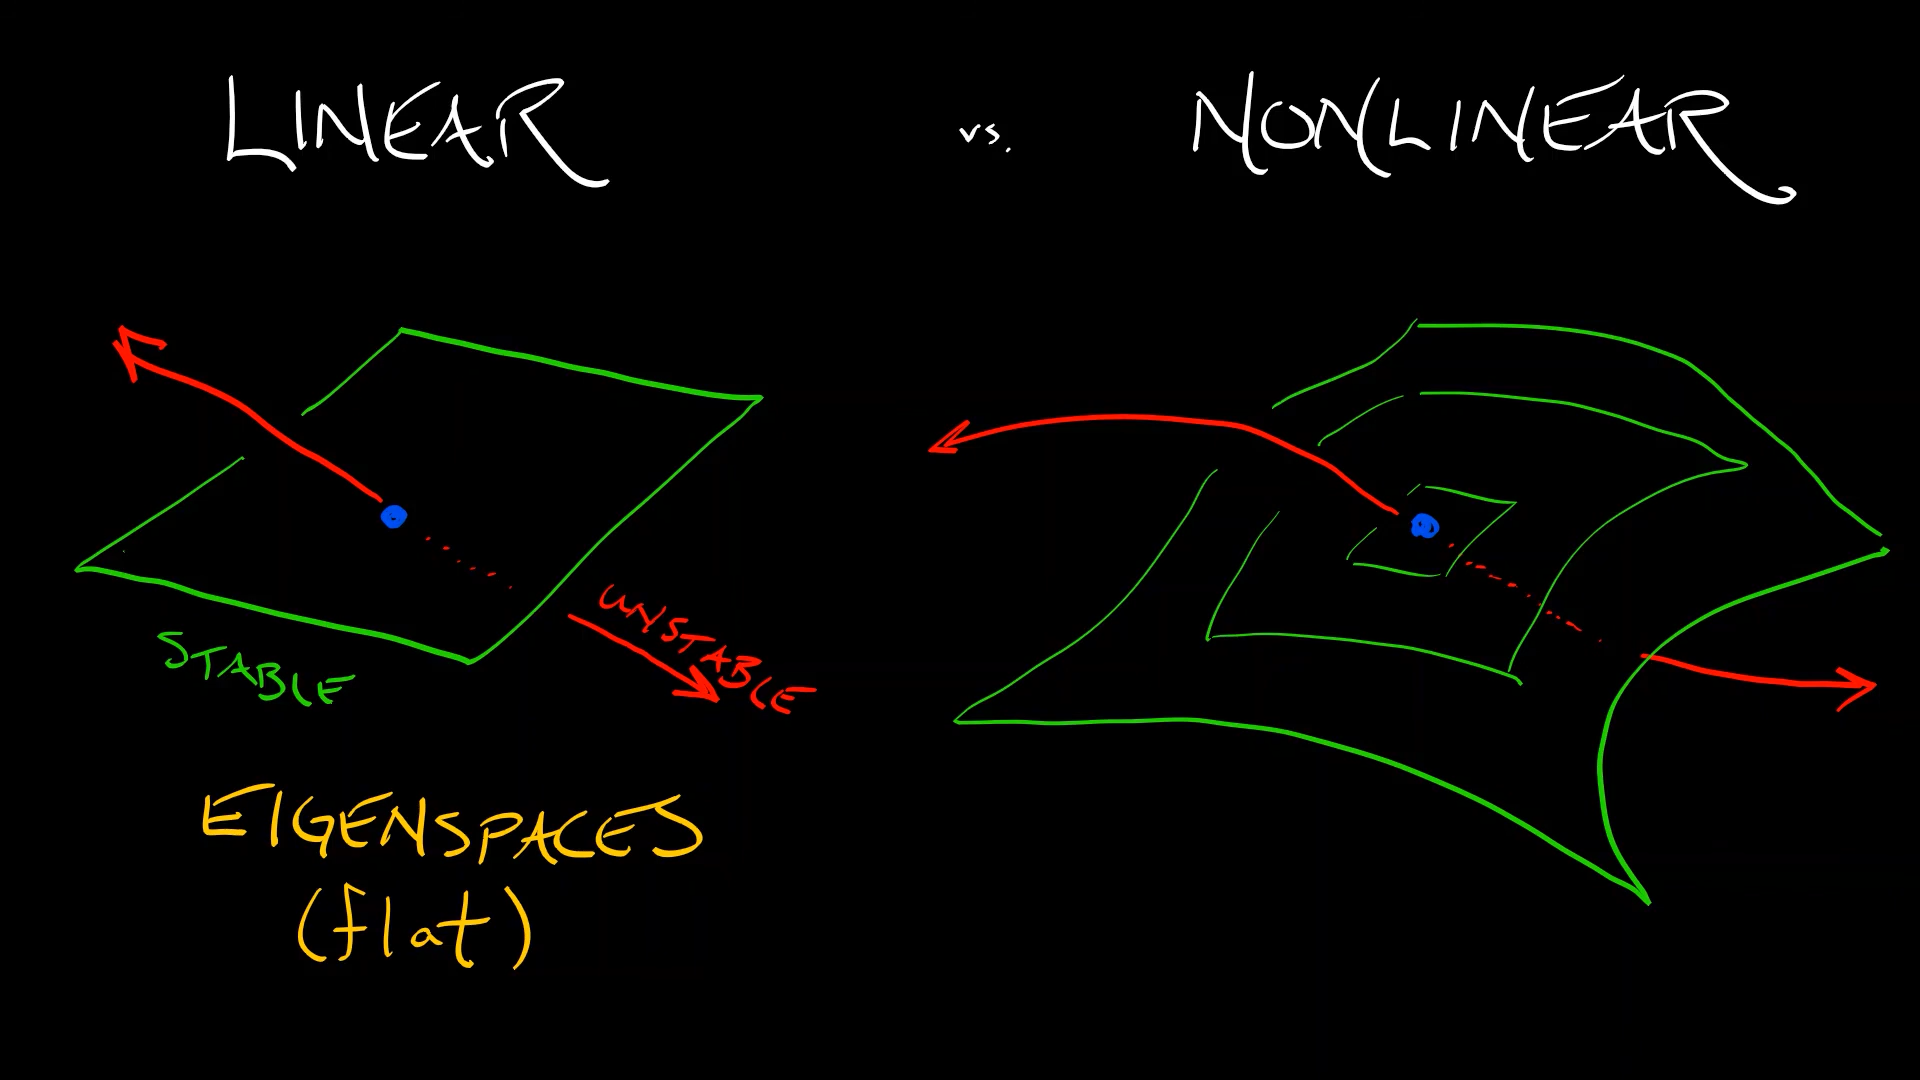 LINEAR vs. NONLINEAR
STABLE
UNSTABLE
EIGENSPACES
(flat)